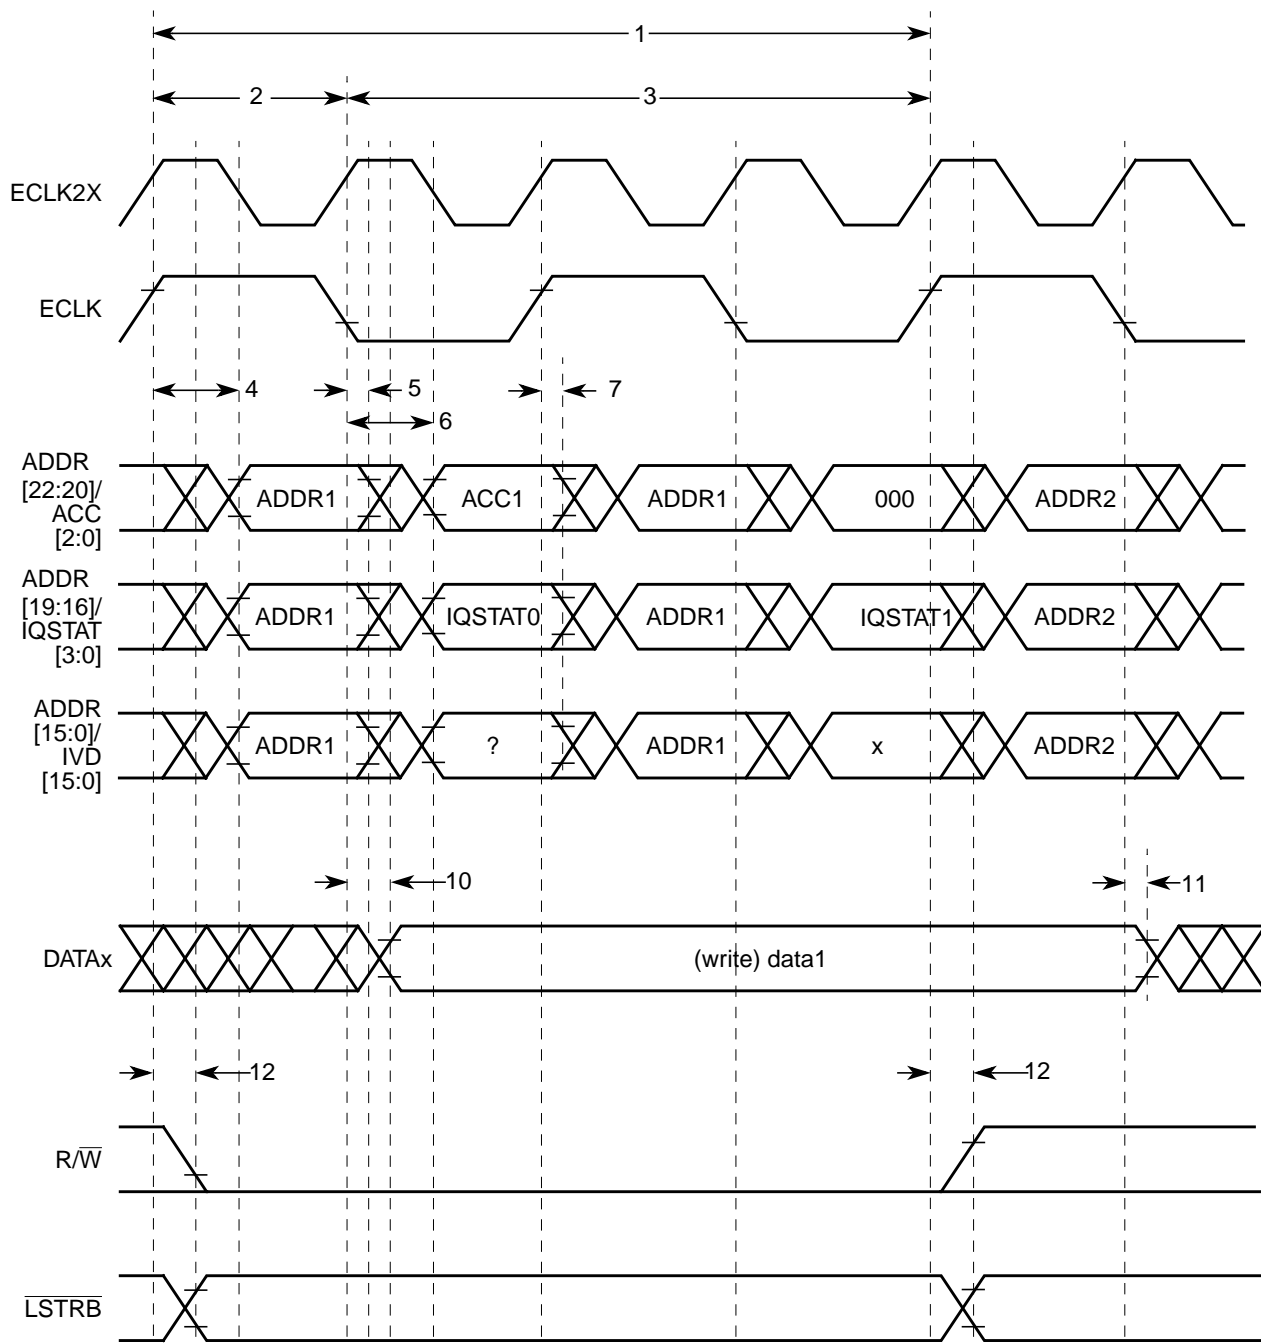 1
2 3
ECLK2X
ECLK
4 5 7
6
ADDR
[22:20]/
ACC
[2:0]
ADDR1 ACC1 ADDR1 000 ADDR2
ADDR
[19:16]/
IQSTAT
[3:0]
ADDR1 IQSTAT0 ADDR1 IQSTAT1 ADDR2
ADDR
[15:0]/
IVD
[15:0]
ADDR1 ? ADDR1 x ADDR2
10 11
DATAx (write) data1
12 12
R/W̅
L̅S̅T̅R̅B̅